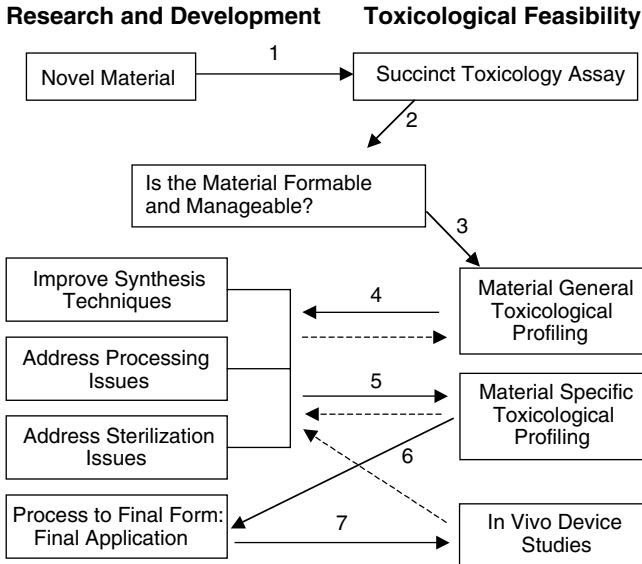 Research and Development
Toxicological Feasibility
1
Novel Material
Succinct Toxicology Assay
2
Is the Material Formable
and Manageable?
3
Improve Synthesis
Techniques
4
Material General
Toxicological
Profiling
Address Processing
Issues
5
Material Specific
Toxicological
Profiling
Address Sterilization
Issues
6
Process to Final Form:
Final Application
7
In Vivo Device
Studies